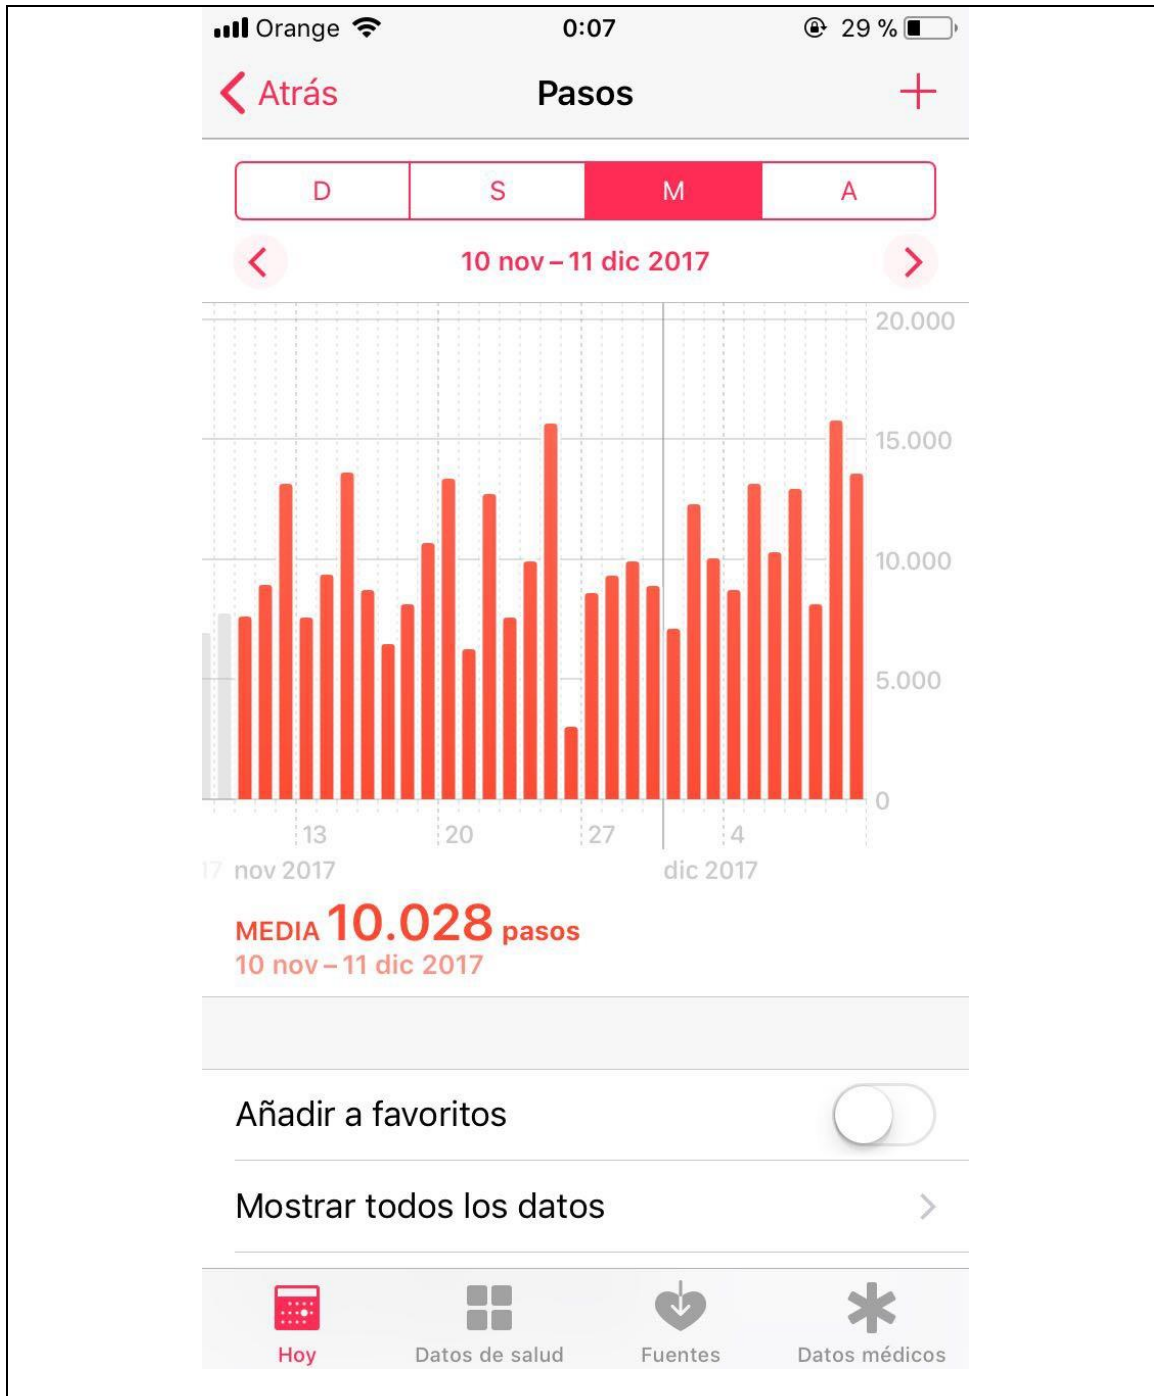 Orange 0:07 29 %
Atrás Pasos
D S M A
10 nov – 11 dic 2017
20.000
15.000
10.000
5.000
0
13 20 27 4
17 nov 2017 dic 2017
MEDIA 10.028 pasos
10 nov – 11 dic 2017
Añadir a favoritos
Mostrar todos los datos
Hoy Datos de salud Fuentes Datos médicos